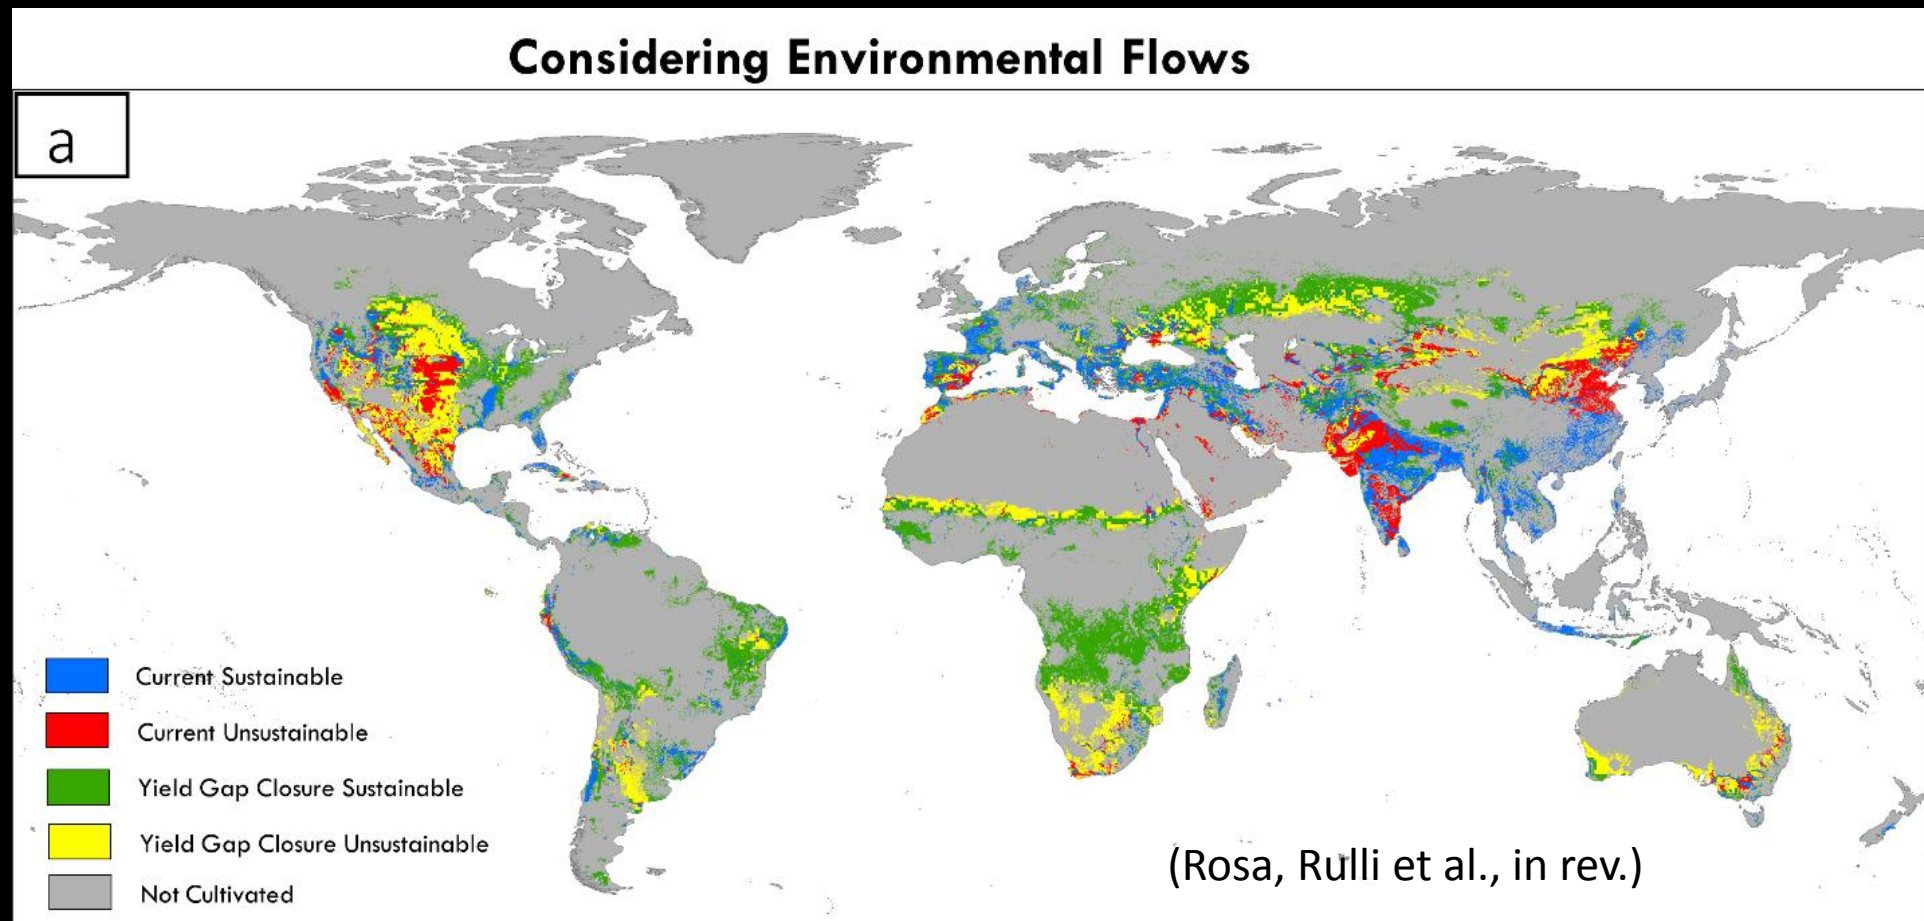 Considering Environmental Flows
a
Current Sustainable
Current Unsustainable
Yield Gap Closure Sustainable
Yield Gap Closure Unsustainable
Not Cultivated
(Rosa, Rulli et al., in rev.)